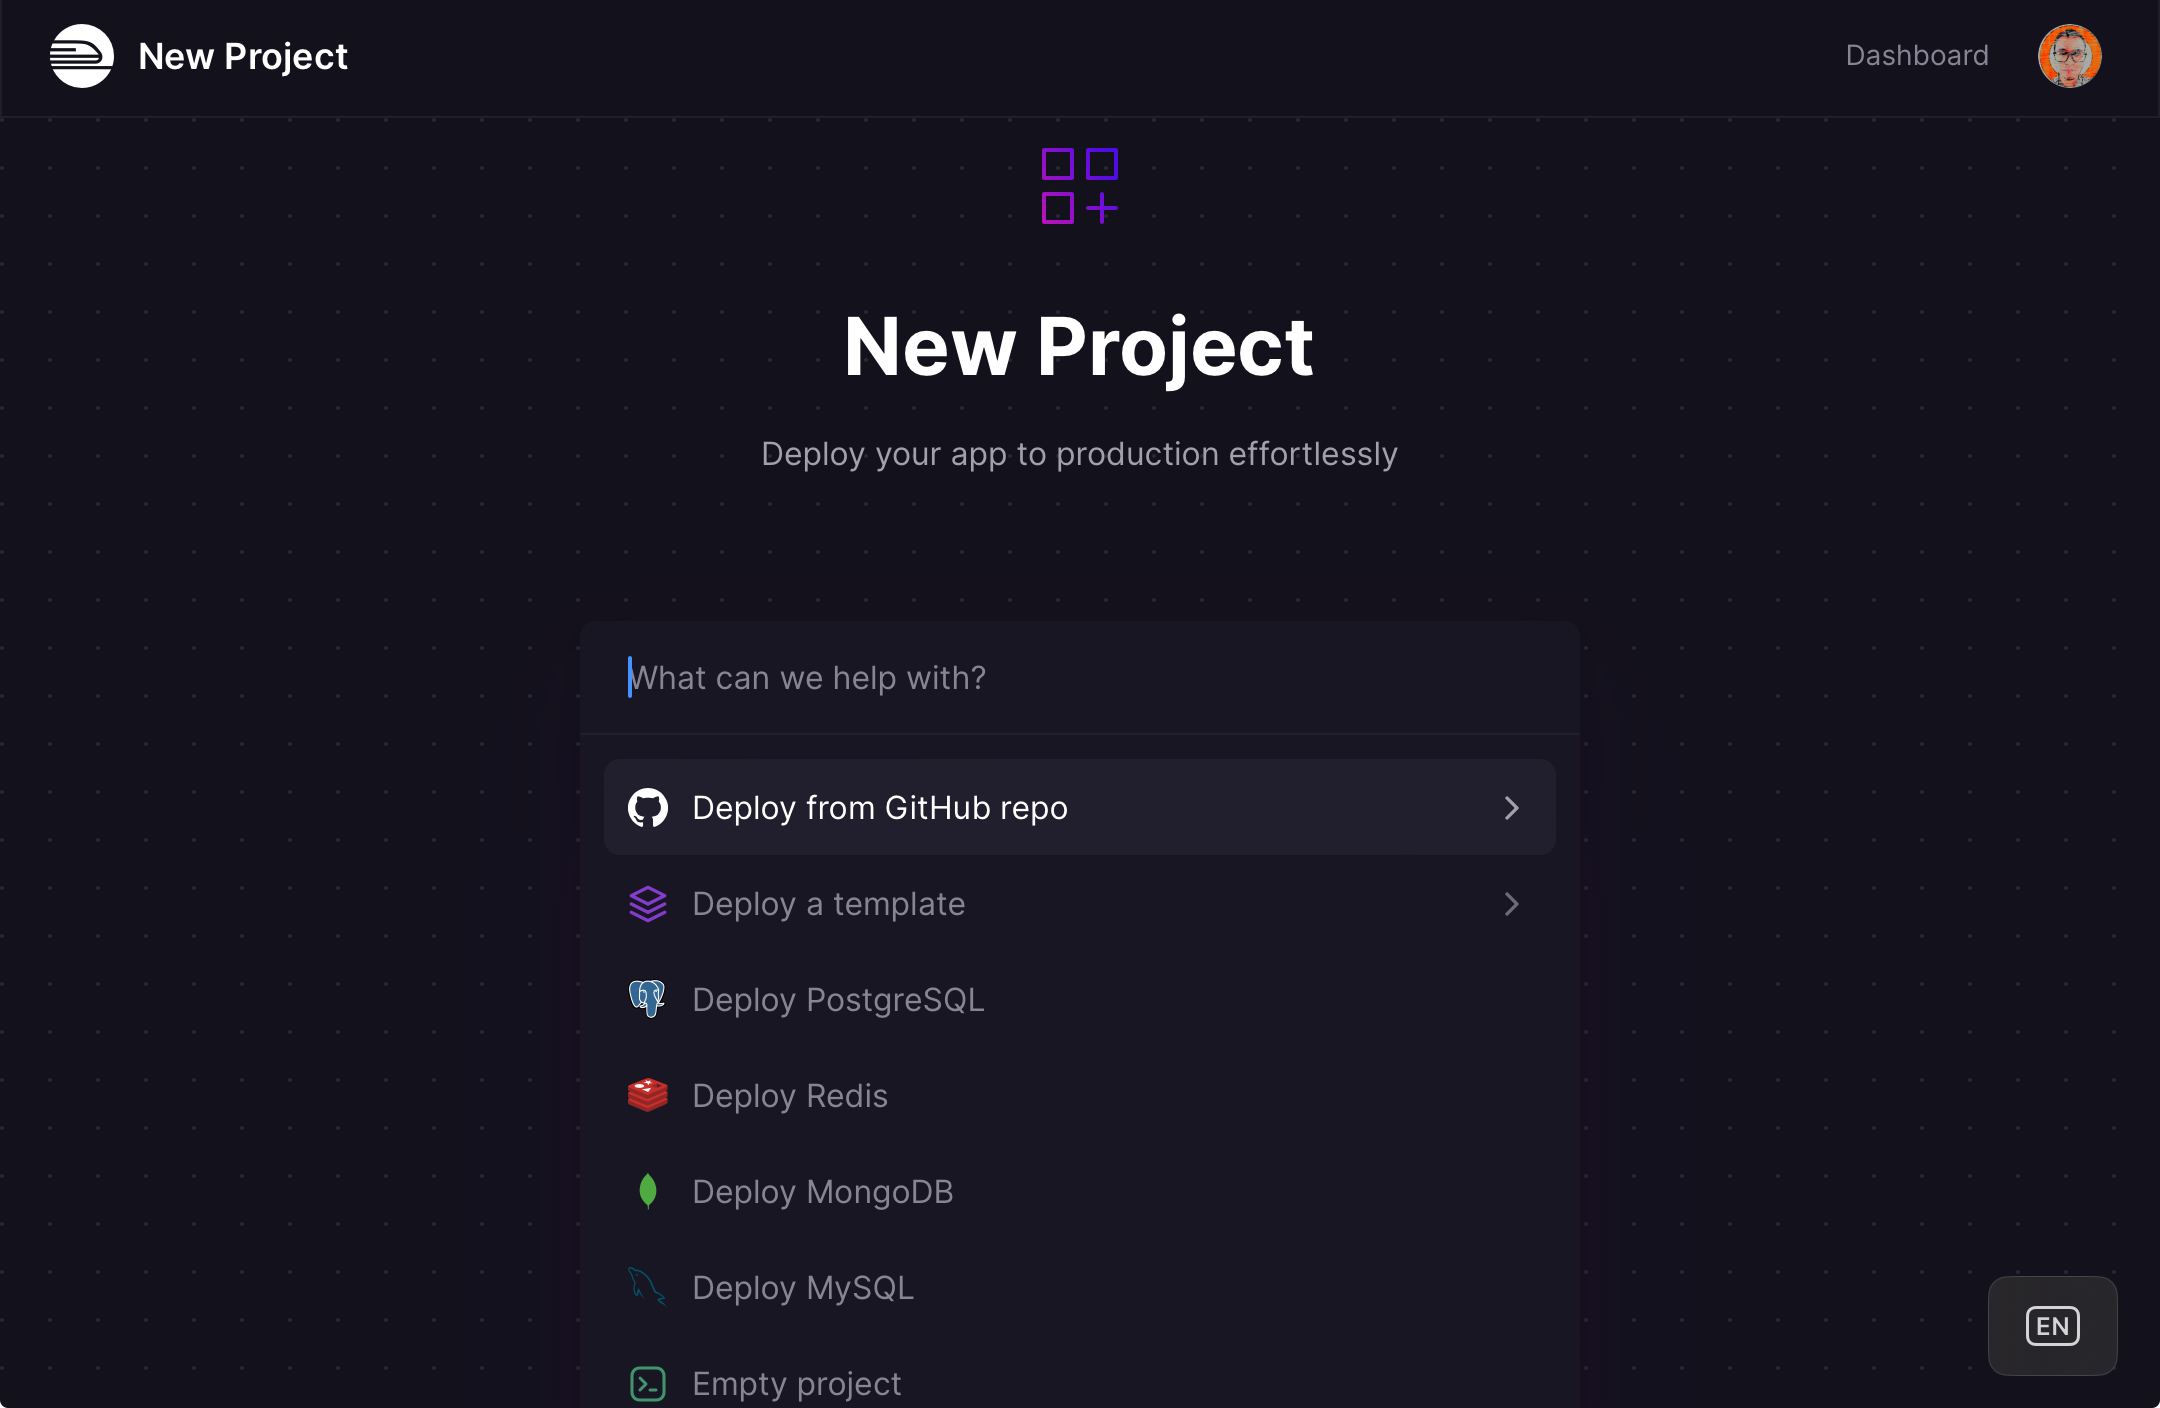 New Project
Dashboard
New Project
Deploy your app to production effortlessly
What can we help with?
Deploy from GitHub repo
Deploy a template
Deploy PostgreSQL
Deploy Redis
Deploy MongoDB
Deploy MySQL
Empty project
EN